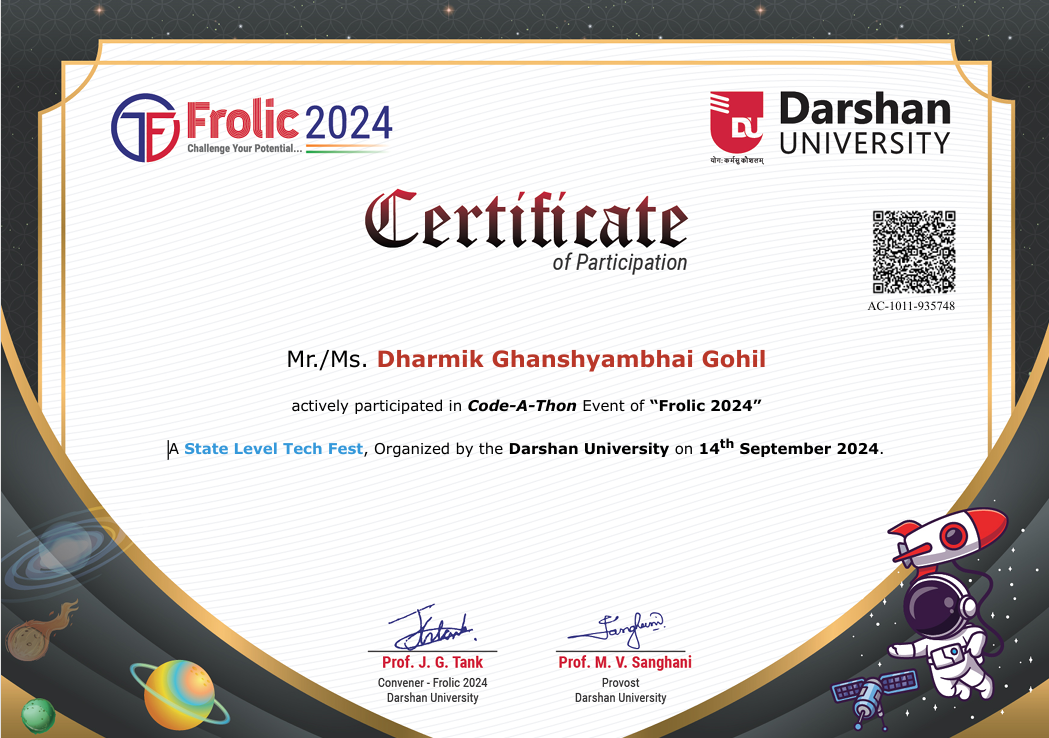 Frolic 2024
Challenge Your Potential...
DU
योगः कर्मसु कौशलम्
Darshan
UNIVERSITY
Certificate
of Participation
AC-1011-935748
Mr./Ms. Dharmik Ghanshyambhai Gohil
actively participated in Code-A-Thon Event of “Frolic 2024”
A State Level Tech Fest, Organized by the Darshan University on 14th September 2024.
Prof. J. G. Tank
Convener - Frolic 2024
Darshan University
Prof. M. V. Sanghani
Provost
Darshan University